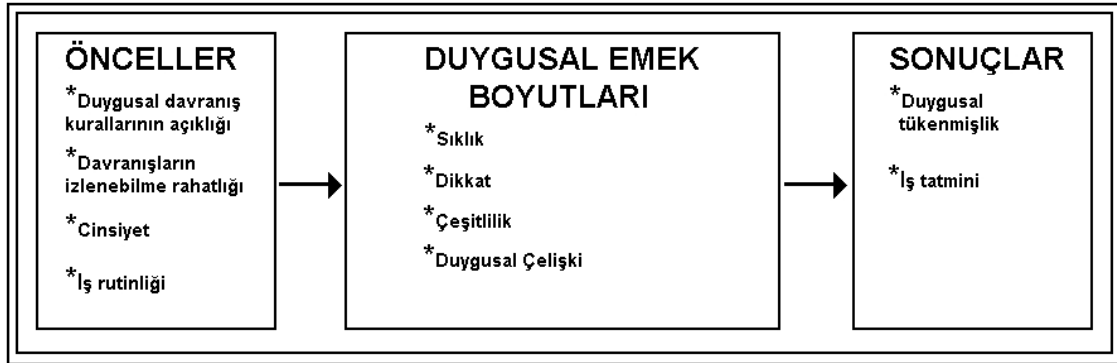 ÖNCELLER
*Duygusal davranış
kurallarının açıklığı
*Davranışların
izlenebilme rahatlığı
*Cinsiyet
*İş rutinliği
DUYGUSAL EMEK
BOYUTLARI
*Sıklık
*Dikkat
*Çeşitlilik
*Duygusal Çelişki
SONUÇLAR
*Duygusal
tükenmişlik
*İş tatmini